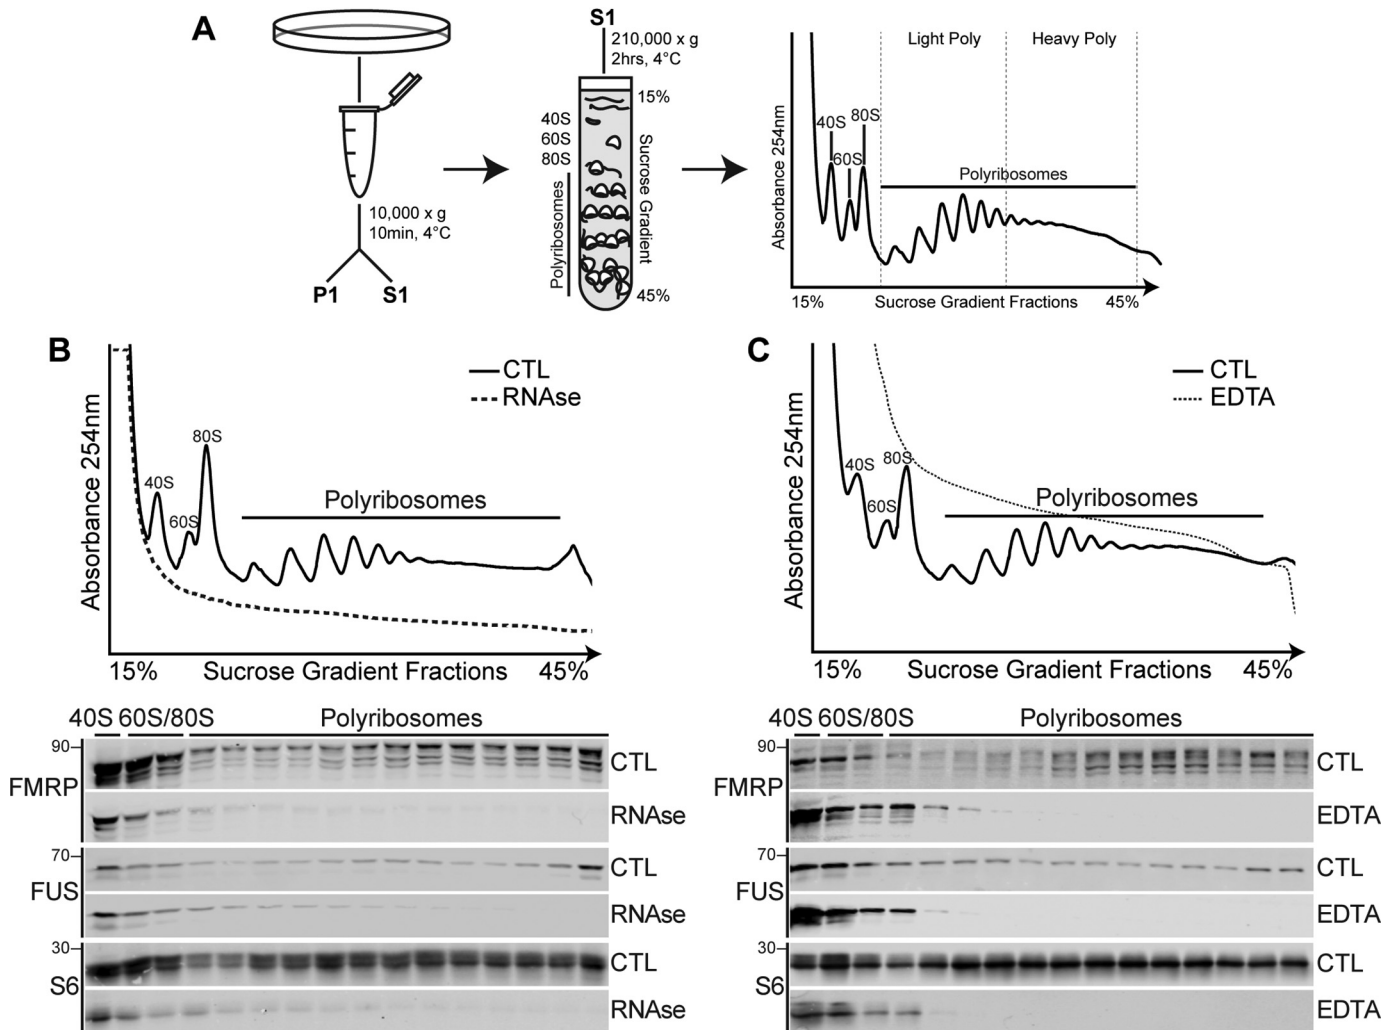 A
10,000 x g
10min, 4°C
P1
S1
S1
210,000 x g
2hrs, 4°C
15%
40S
60S
80S
Polyribosomes
Sucrose Gradient
45%
Light Poly
Heavy Poly
Absorbance 254nm
40S
60S
80S
Polyribosomes
15%
Sucrose Gradient Fractions
45%
B
CTL
RNAse
Absorbance 254nm
40S
60S
80S
Polyribosomes
15%
Sucrose Gradient Fractions
45%
40S 60S/80S
Polyribosomes
90
FMRP
CTL
RNAse
70
FUS
CTL
RNAse
30
S6
CTL
RNAse
C
CTL
EDTA
Absorbance 254nm
40S
60S
80S
Polyribosomes
15%
Sucrose Gradient Fractions
45%
40S 60S/80S
Polyribosomes
90
FMRP
CTL
EDTA
70
FUS
CTL
EDTA
30
S6
CTL
EDTA